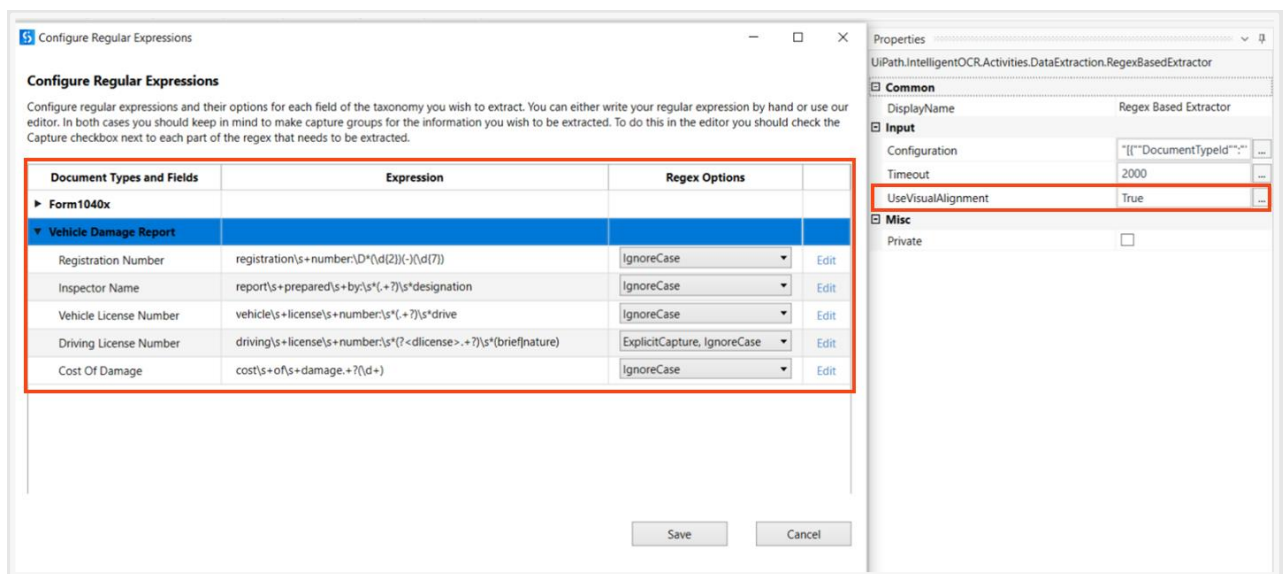 Configure Regular Expressions
Configure Regular Expressions
Configure regular expressions and their options for each field of the taxonomy you wish to extract. You can either write your regular expression by hand or use our
editor. In both cases you should keep in mind to make capture groups for the information you wish to be extracted. To do this in the editor you should check the
Capture checkbox next to each part of the regex that needs to be extracted.
Document Types and Fields Expression Regex Options
Form1040x
Vehicle Damage Report
Registration Number registration\s+number:\D*(\d{2})(-)(\d{7}) IgnoreCase Edit
Inspector Name report\s+prepared\s+by:\s*(.+?)\s*designation IgnoreCase Edit
Vehicle License Number vehicle\s+license\s+number:\s*(.+?)\s*drive IgnoreCase Edit
Driving License Number driving\s+license\s+number:\s*(?<dlicense>.+?)\s*(brief|nature) ExplicitCapture, IgnoreCase Edit
Cost Of Damage cost\s+of\s+damage.+?(\d+) IgnoreCase Edit
Save Cancel
Properties
UiPath.IntelligentOCR.Activities.DataExtraction.RegexBasedExtractor
Common
DisplayName Regex Based Extractor
Input
Configuration "[{""DocumentTypeId"":"" ...
Timeout 2000 ...
UseVisualAlignment True ...
Misc
Private